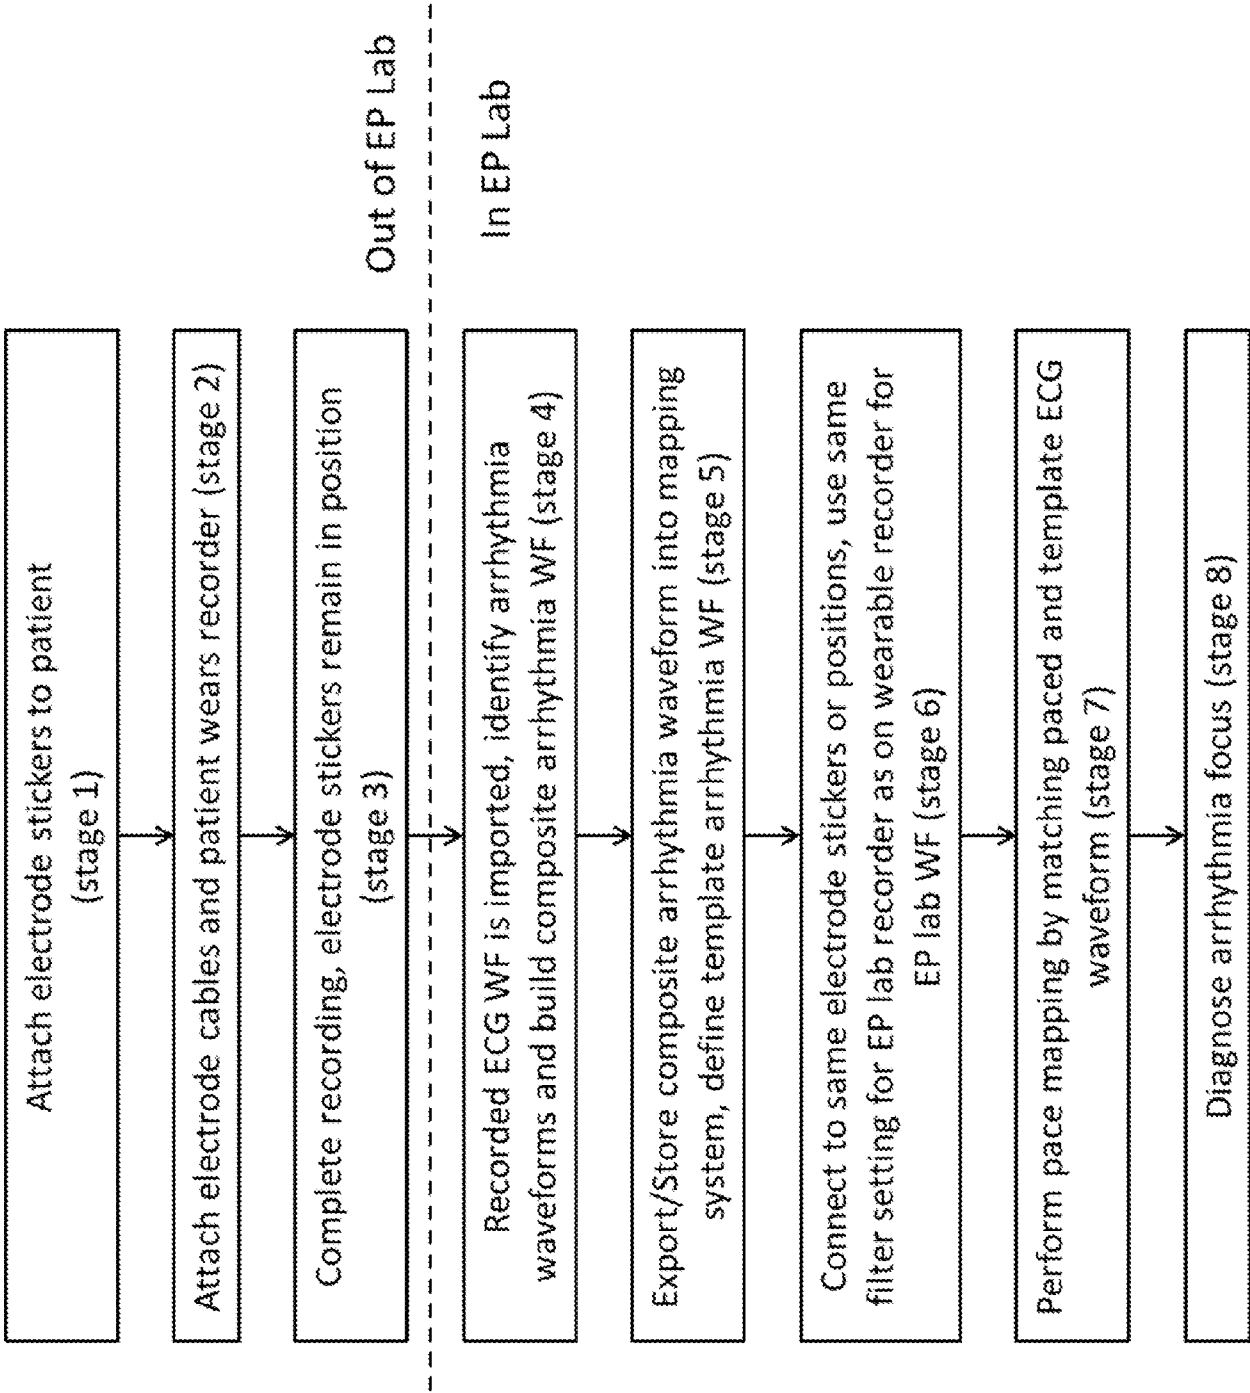 Attach electrode stickers to patient
(stage 1)
Attach electrode cables and patient wears recorder (stage 2)
Complete recording, electrode stickers remain in position
(stage 3)
Out of EP Lab
In EP Lab
Recorded ECG WF is imported, identify arrhythmia
waveforms and build composite arrhythmia WF (stage 4)
Export/Store composite arrhythmia waveform into mapping
system, define template arrhythmia WF (stage 5)
Connect to same electrode stickers or positions, use same
filter setting for EP lab recorder as on wearable recorder for
EP lab WF (stage 6)
Perform pace mapping by matching paced and template ECG
waveform (stage 7)
Diagnose arrhythmia focus (stage 8)